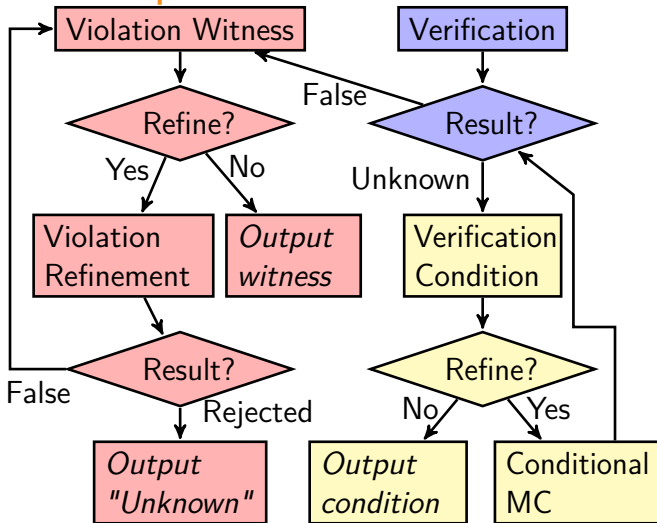 Violation Witness
Verification
False
Refine?
Result?
Yes
No
Unknown
Violation
Refinement
Output
witness
Verification
Condition
Result?
Refine?
False
Rejected
No
Yes
Output
"Unknown"
Output
condition
Conditional
MC